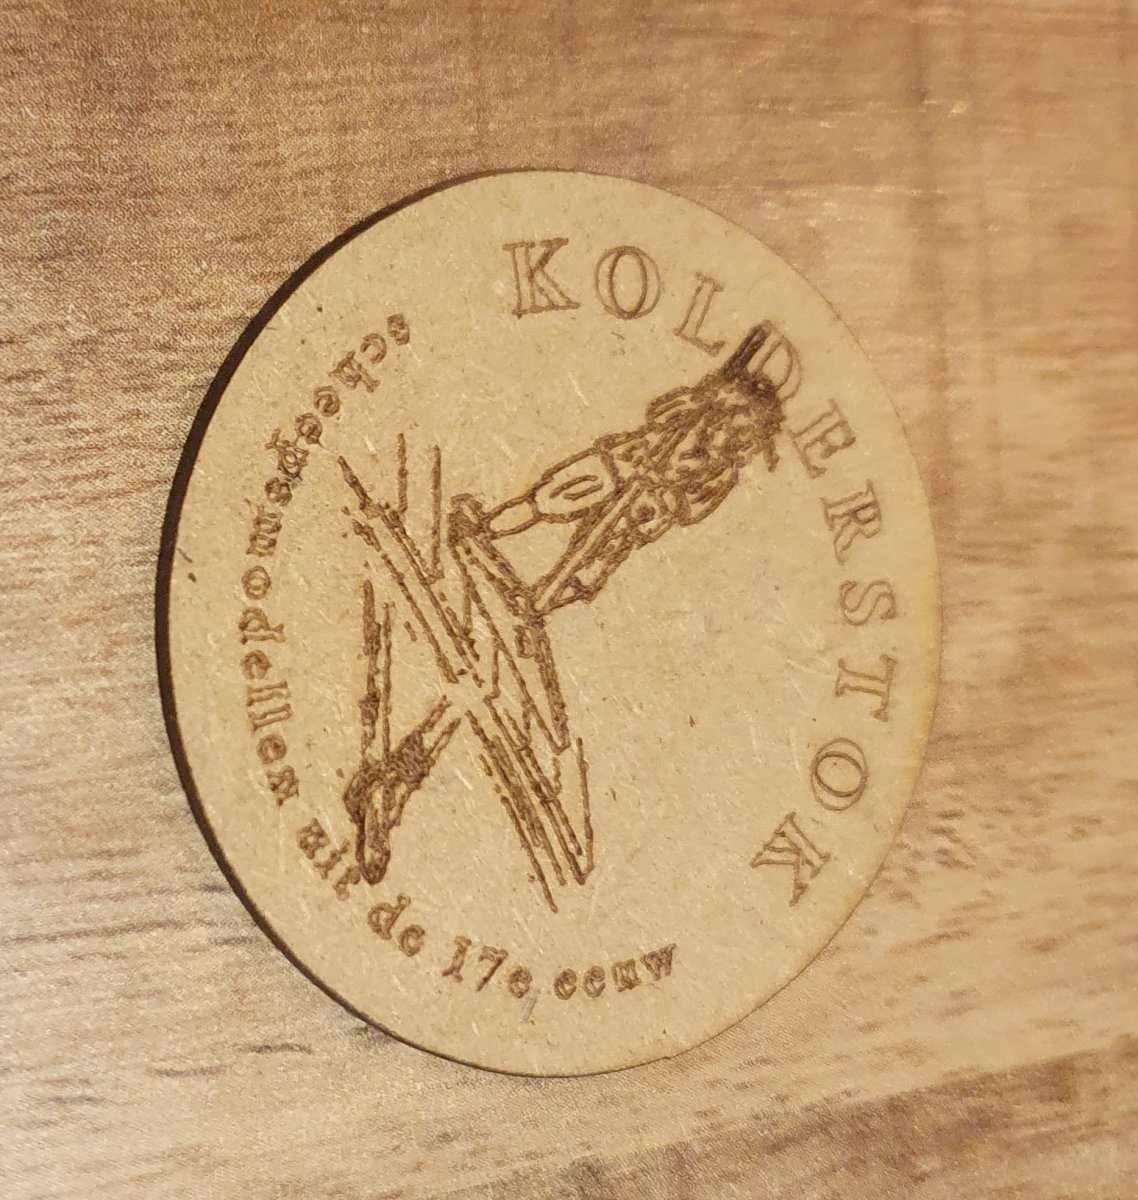 KOLDERSTOK
scheepsmodellen uit de 17e eeuw